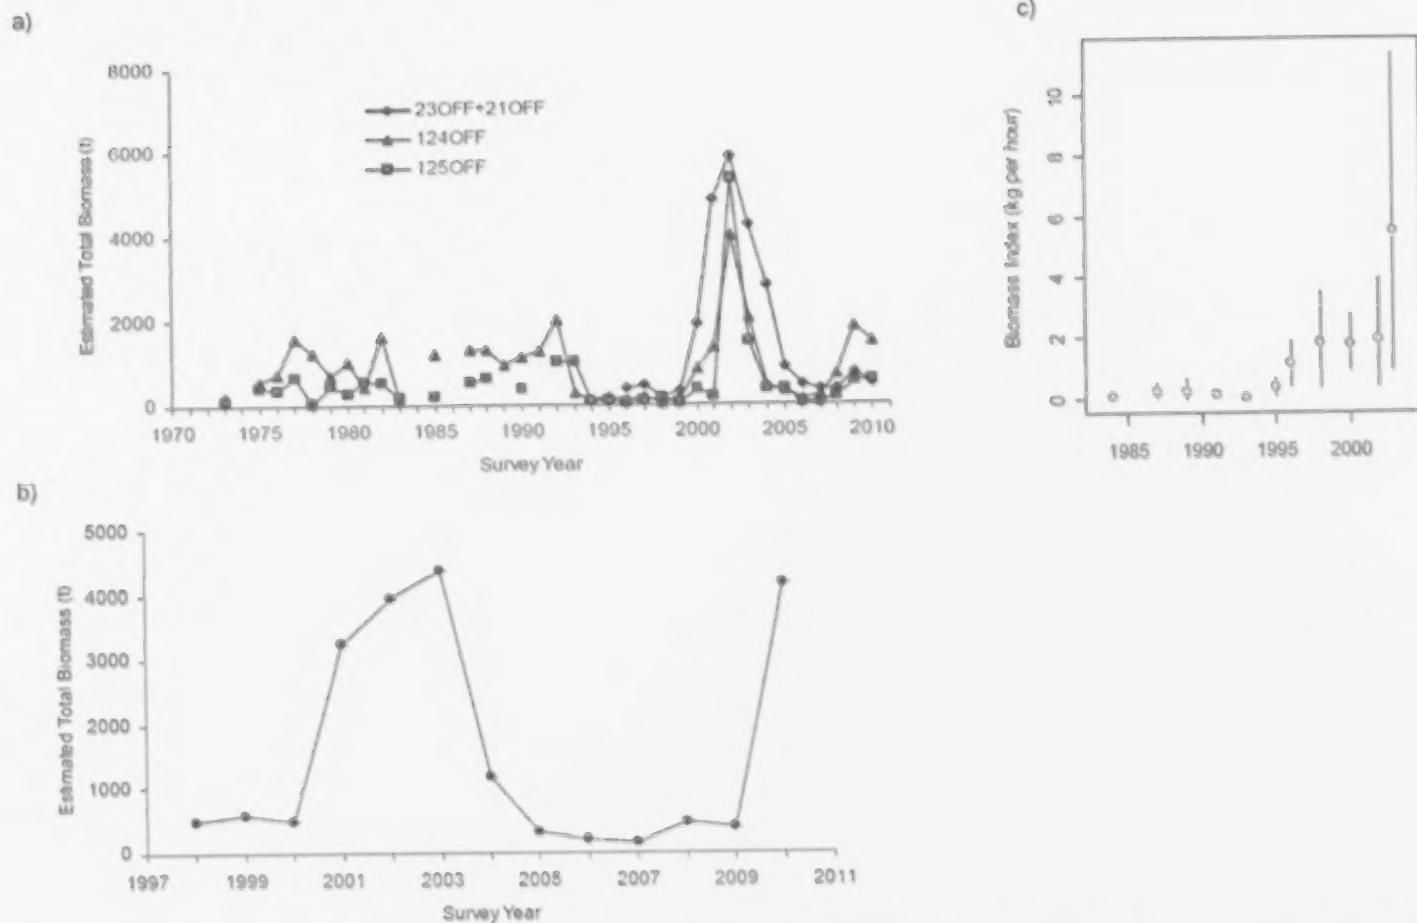 a)
8000
6000
4000
2000
0
Estimated Total Biomass (t)
23OFF+21OFF
124OFF
125OFF
1970 1975 1980 1985 1990 1995 2000 2005 2010
Survey Year
b)
5000
4000
3000
2000
1000
0
Estimated Total Biomass (t)
1997 1999 2001 2003 2005 2007 2009 2011
Survey Year
c)
10
8
6
4
2
0
Biomass Index (kg per hour)
1985 1990 1995 2000